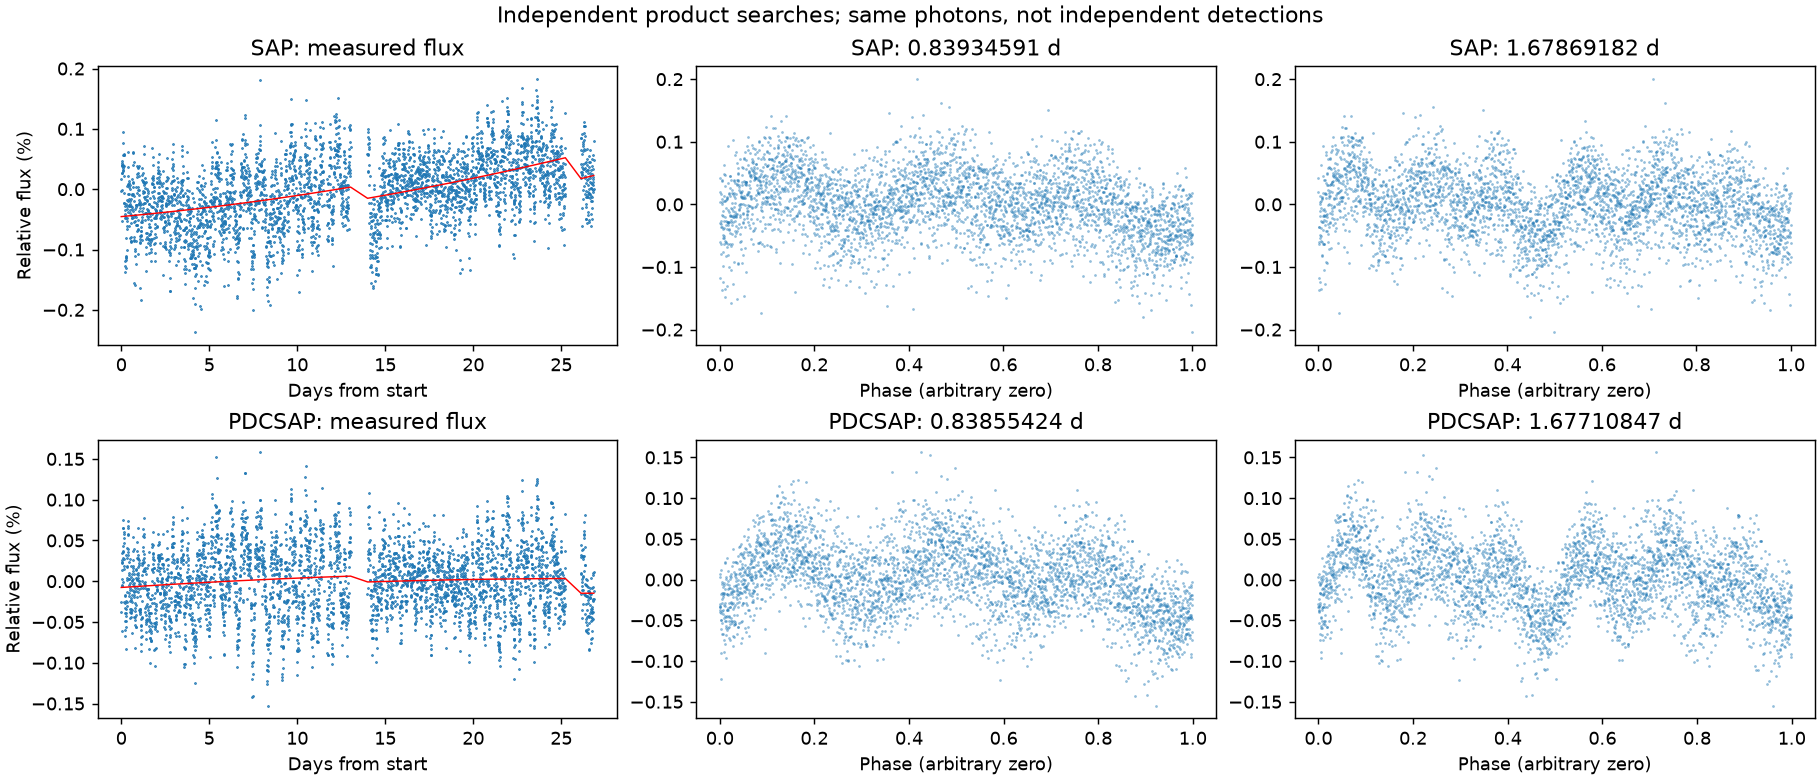 Independent product searches; same photons, not independent detections
SAP: measured flux
SAP: 0.83934591 d
SAP: 1.67869182 d
Relative flux (%)
0.2
0.1
0.0
−0.1
−0.2
0 5 10 15 20 25
Days from start
0.2
0.1
0.0
−0.1
−0.2
0.0 0.2 0.4 0.6 0.8 1.0
Phase (arbitrary zero)
0.2
0.1
0.0
−0.1
−0.2
0.0 0.2 0.4 0.6 0.8 1.0
Phase (arbitrary zero)
PDCSAP: measured flux
PDCSAP: 0.83855424 d
PDCSAP: 1.67710847 d
Relative flux (%)
0.15
0.10
0.05
0.00
−0.05
−0.10
−0.15
0 5 10 15 20 25
Days from start
0.15
0.10
0.05
0.00
−0.05
−0.10
−0.15
0.0 0.2 0.4 0.6 0.8 1.0
Phase (arbitrary zero)
0.15
0.10
0.05
0.00
−0.05
−0.10
−0.15
0.0 0.2 0.4 0.6 0.8 1.0
Phase (arbitrary zero)